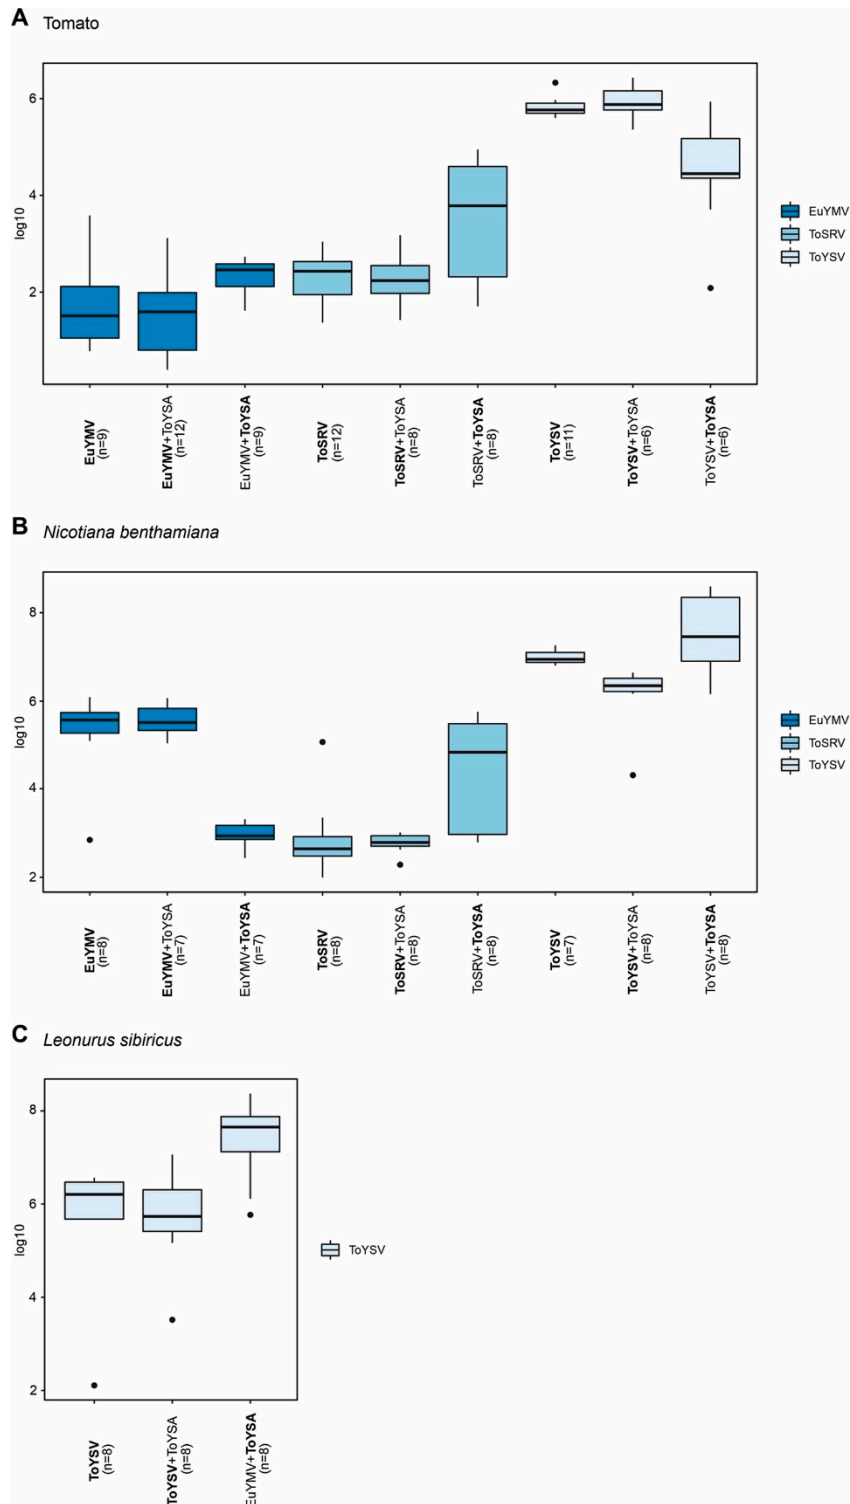 A Tomato
6
4
2
log10
EuYMV
ToSRV
ToYSV
EuYMV
(n=9)
EuYMV+ToYSA
(n=12)
EuYMV+ToYSA
(n=9)
ToSRV
(n=12)
ToSRV+ToYSA
(n=8)
ToSRV+ToYSA
(n=8)
ToYSV
(n=11)
ToYSV+ToYSA
(n=6)
ToYSV+ToYSA
(n=6)
B Nicotiana benthamiana
8
6
4
2
log10
EuYMV
ToSRV
ToYSV
EuYMV
(n=8)
EuYMV+ToYSA
(n=7)
EuYMV+ToYSA
(n=7)
ToSRV
(n=8)
ToSRV+ToYSA
(n=8)
ToSRV+ToYSA
(n=8)
ToYSV
(n=7)
ToYSV+ToYSA
(n=8)
ToYSV+ToYSA
(n=8)
C Leonurus sibiricus
8
6
4
2
log10
ToYSV
ToYSV
(n=8)
ToYSV+ToYSA
(n=8)
EuYMV+ToYSA
(n=8)